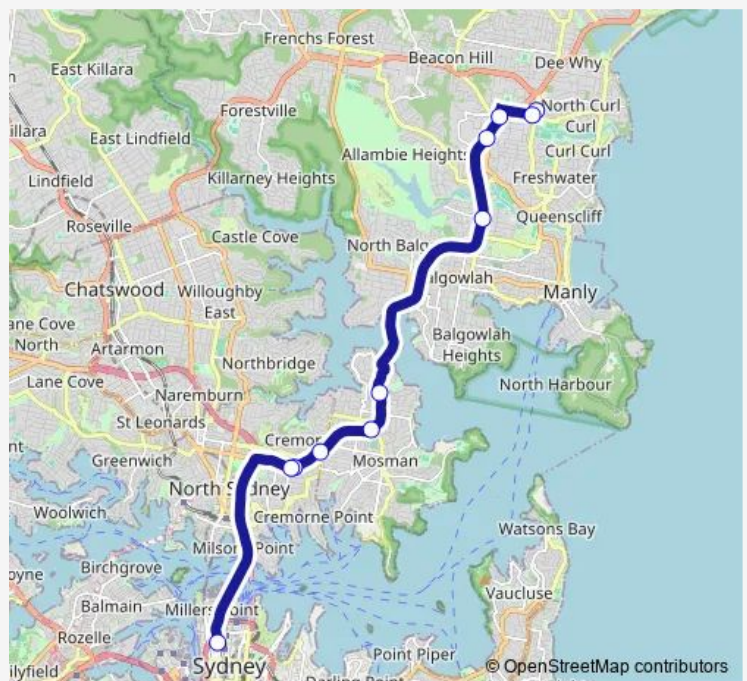 Frenchs Forest
Beacon Hill
Dee Why
East Killara
Forestville
North Curl
Curl
illara
East Lindfield
Allambie Heights
Curl Curl
Lindfield
Killarney Heights
Freshwater
Roseville
Queenscliff
Castle Cove
North Balg
algowlah
Chatswood
Willoughby
East
Manly
ane Cove
North
Artarmon
Northbridge
Balgowlah
Heights
Lane Cove
Naremburn
North Harbour
St Leonards
Cremor
Greenwich
Mosman
North Sydney
Woolwich
Cremorne Point
Watsons Bay
Milsons Point
oyne
Birchgrove
Vaucluse
Balmain
Millers Point
Rozelle
Point Piper
Sydney
© OpenStreetMap contributors
ilyfield